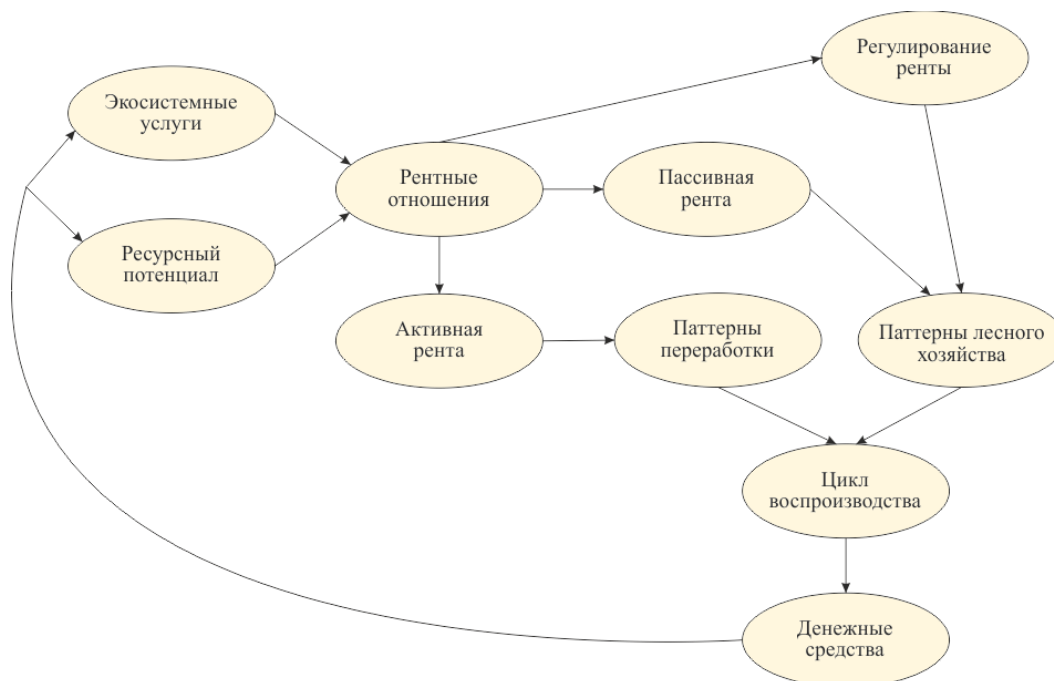 Регулирование
ренты
Экосистемные
услуги
Рентные
отношения
Пассивная
рента
Ресурсный
потенциал
Активная
рента
Паттерны
переработки
Паттерны лесного
хозяйства
Цикл
воспроизводства
Денежные
средства